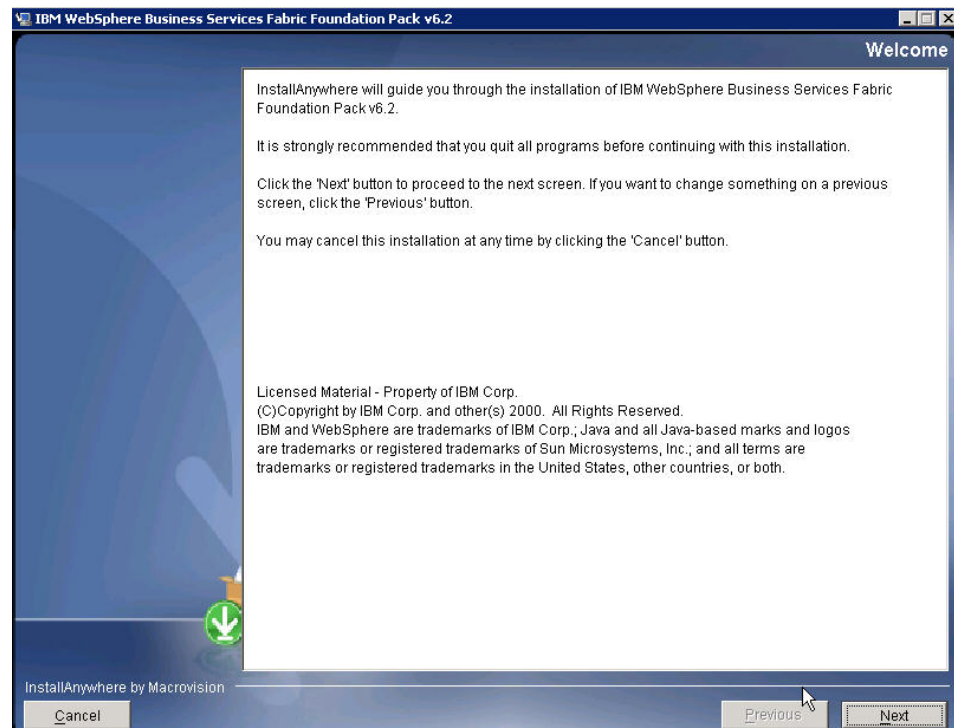 IBM WebSphere Business Services Fabric Foundation Pack v6.2
Welcome
InstallAnywhere will guide you through the installation of IBM WebSphere Business Services Fabric
Foundation Pack v6.2.
It is strongly recommended that you quit all programs before continuing with this installation.
Click the 'Next' button to proceed to the next screen. If you want to change something on a previous
screen, click the 'Previous' button.
You may cancel this installation at any time by clicking the 'Cancel' button.
Licensed Material - Property of IBM Corp.
(C)Copyright by IBM Corp. and other(s) 2000. All Rights Reserved.
IBM and WebSphere are trademarks of IBM Corp.; Java and all Java-based marks and logos
are trademarks or registered trademarks of Sun Microsystems, Inc.; and all terms are
trademarks or registered trademarks in the United States, other countries, or both.
InstallAnywhere by Macrovision
Cancel
Previous
Next